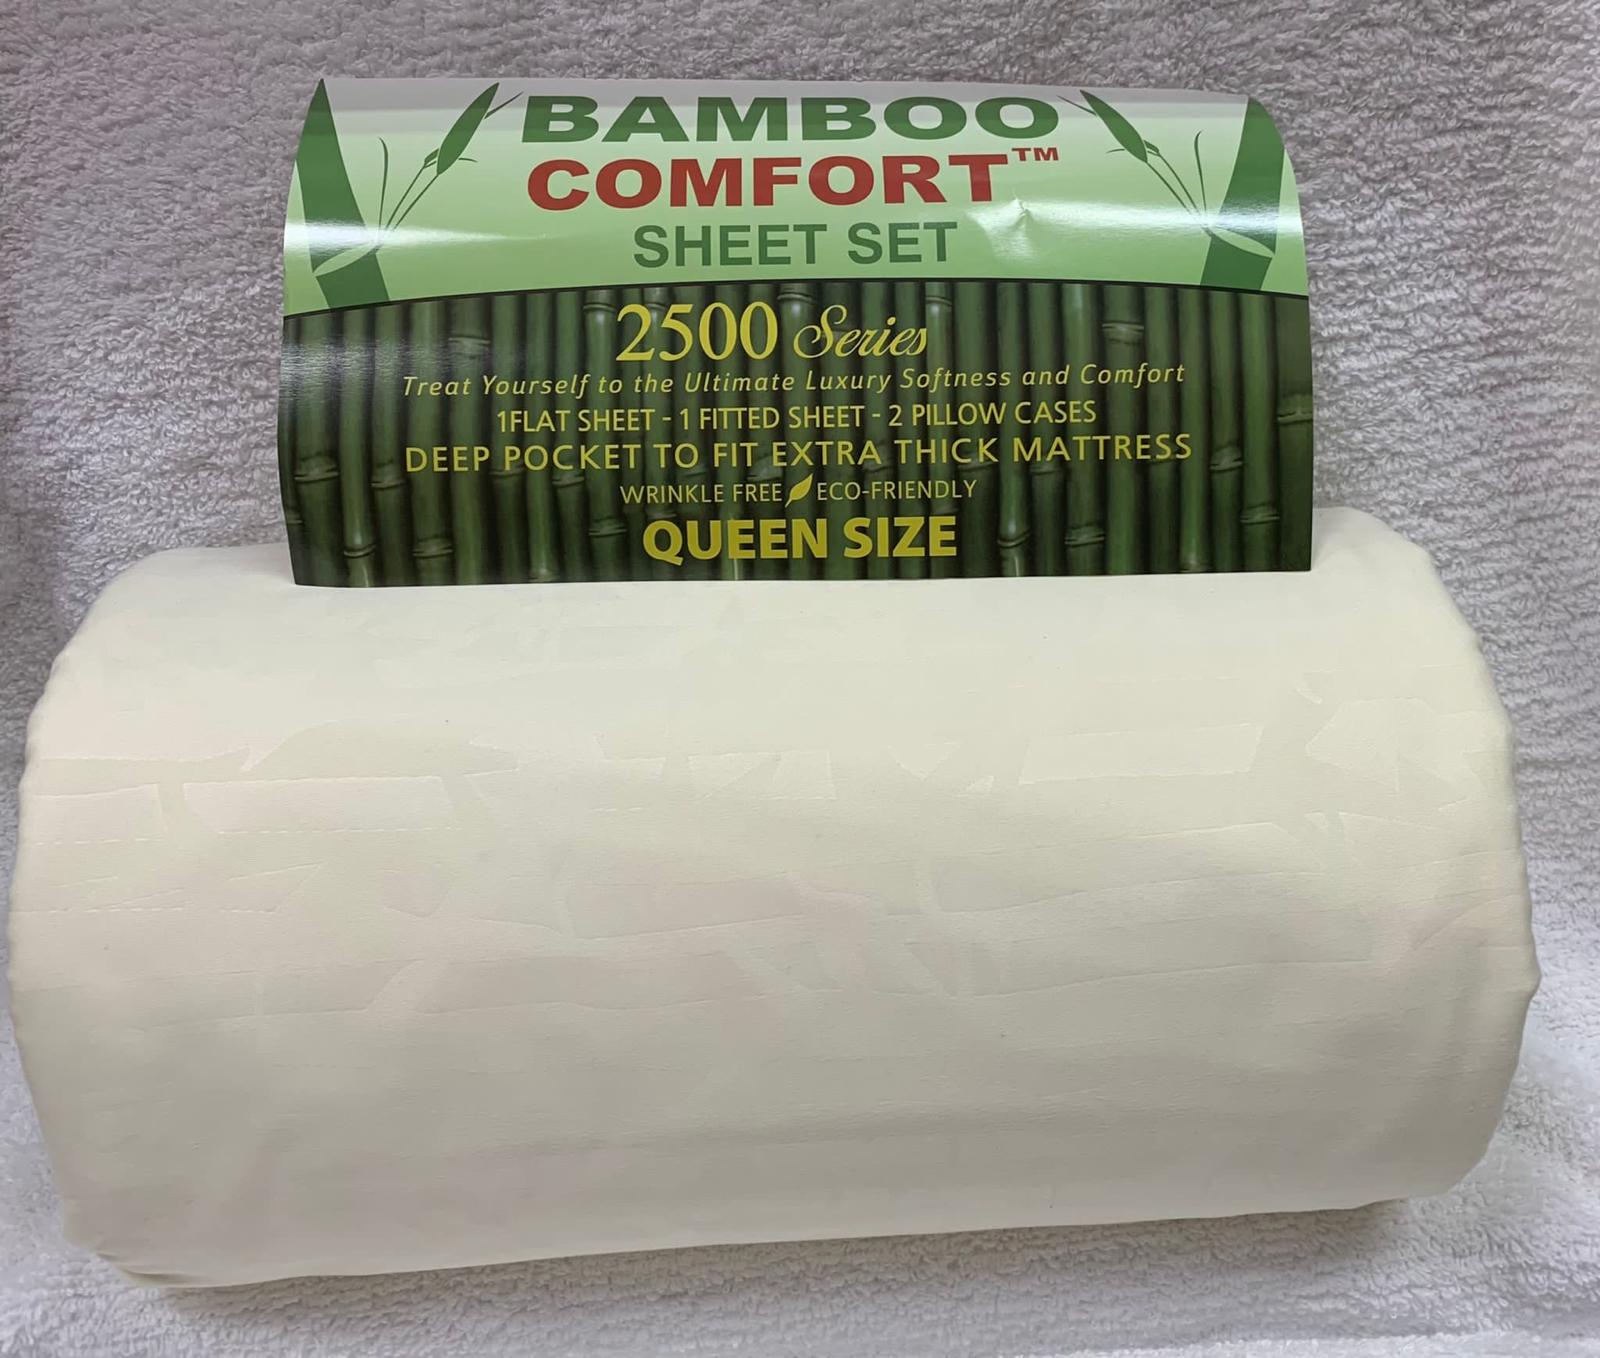 BAMBOO
COMFORT™
SHEET SET
2500 Series
Treat Yourself to the Ultimate Luxury Softness and Comfort
1FLAT SHEET - 1 FITTED SHEET - 2 PILLOW CASES
DEEP POCKET TO FIT EXTRA THICK MATTRESS
WRINKLE FREE ECO-FRIENDLY
QUEEN SIZE